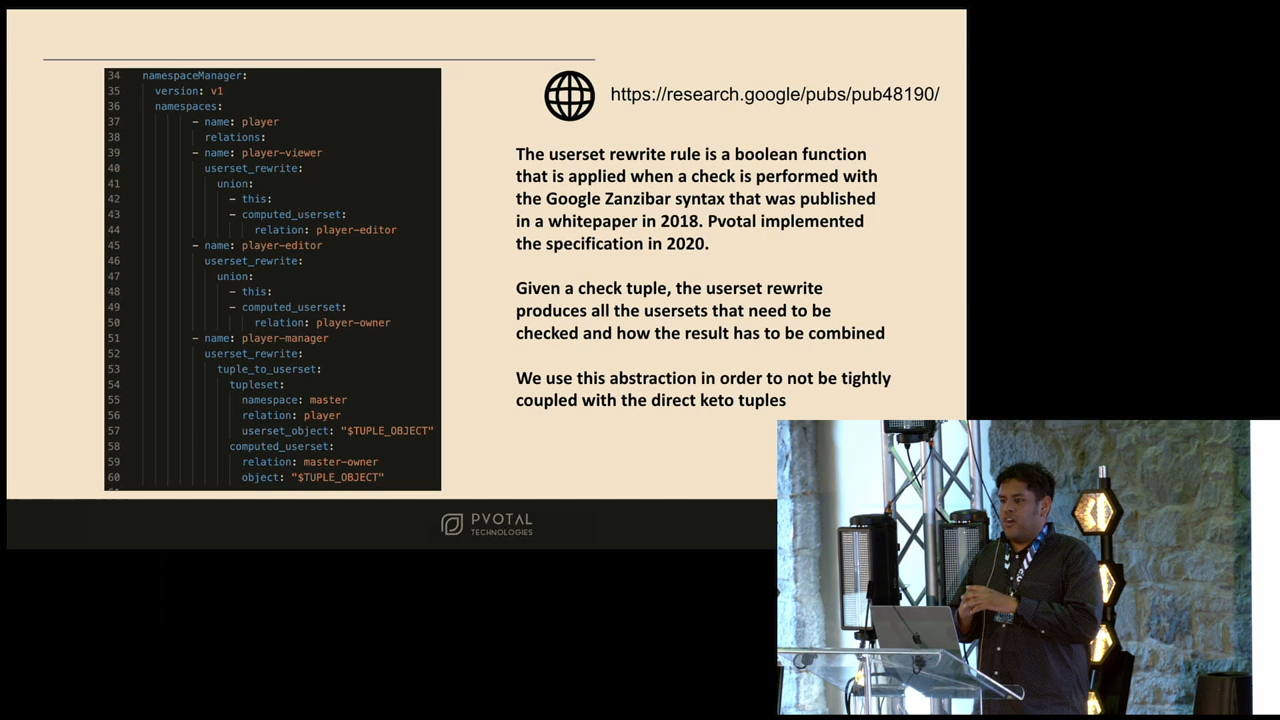 34 namespaceManager:
35 version: v1
36 namespaces:
37 - name: player
38 relations:
39 - name: player-viewer
40 userset_rewrite:
41 union:
42 - this:
43 - computed_userset:
44 relation: player-editor
45 - name: player-editor
46 userset_rewrite:
47 union:
48 - this:
49 - computed_userset:
50 relation: player-owner
51 - name: player-manager
52 userset_rewrite:
53 tuple_to_userset:
54 tupleset:
55 namespace: master
56 relation: player
57 userset_object: "$TUPLE_OBJECT"
58 computed_userset:
59 relation: master-owner
60 object: "$TUPLE_OBJECT"
https://research.google/pubs/pub48190/
The userset rewrite rule is a boolean function
that is applied when a check is performed with
the Google Zanzibar syntax that was published
in a whitepaper in 2018. Pvotal implemented
the specification in 2020.
Given a check tuple, the userset rewrite
produces all the usersets that need to be
checked and how the result has to be combined
We use this abstraction in order to not be tightly
coupled with the direct keto tuples
PVOTAL
TECHNOLOGIES